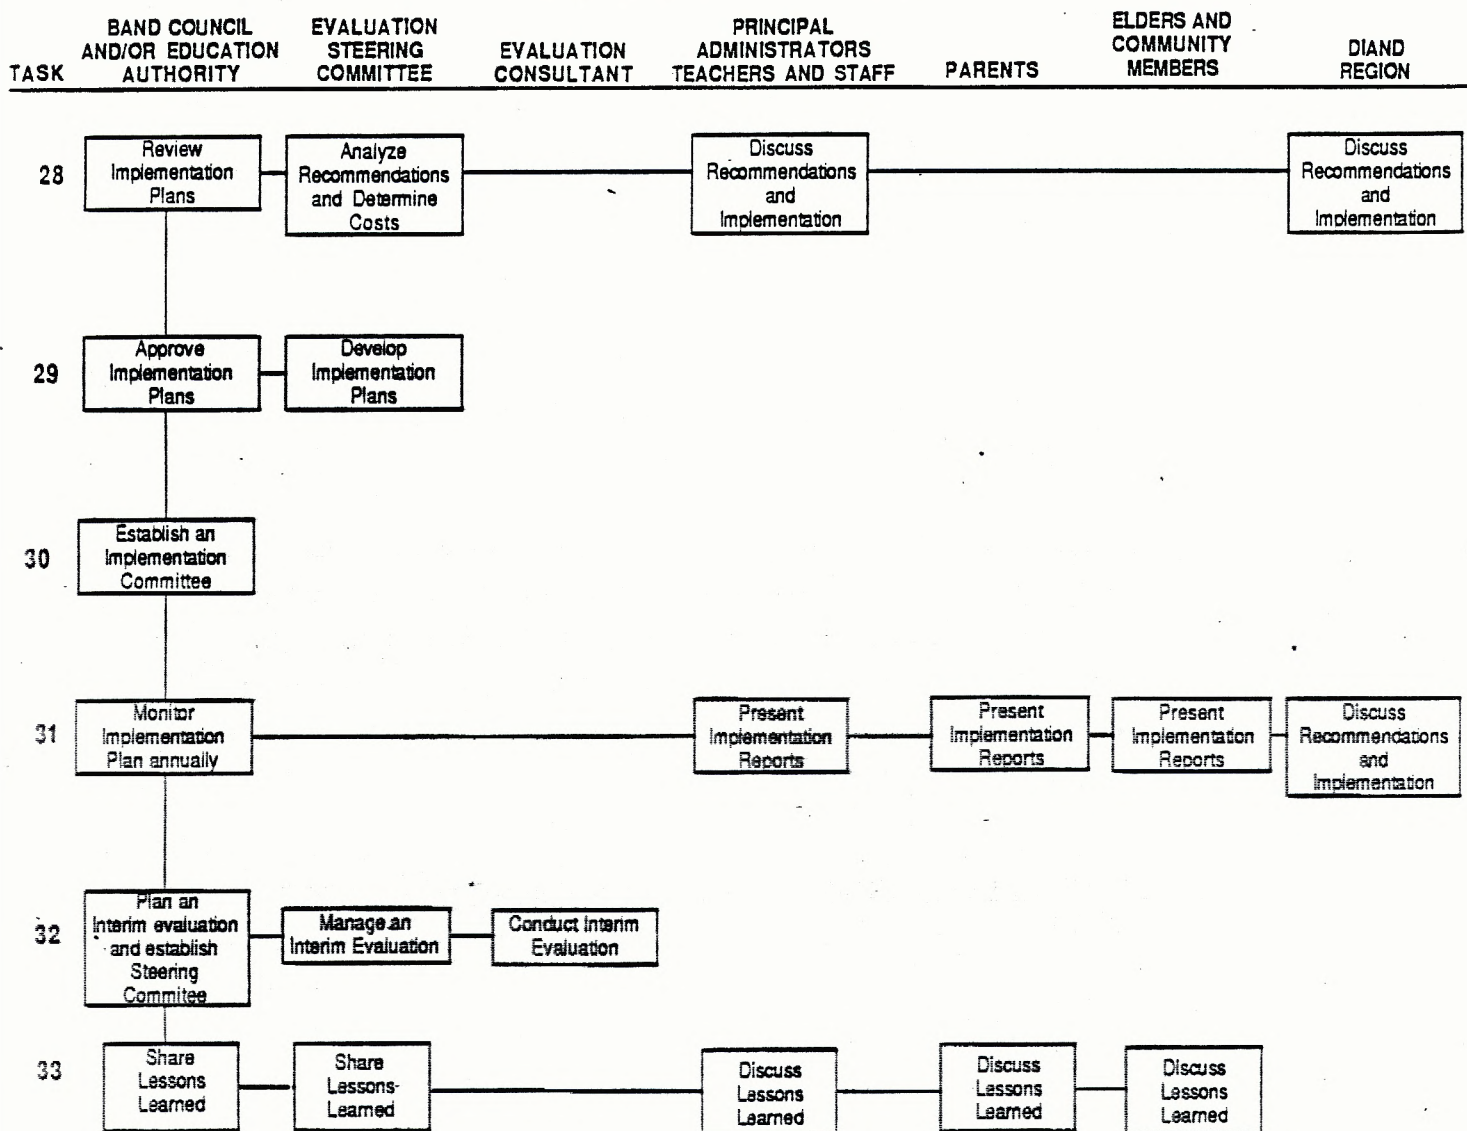 TASK
BAND COUNCIL
AND/OR EDUCATION
AUTHORITY
EVALUATION
STEERING
COMMITTEE
EVALUATION
CONSULTANT
PRINCIPAL
ADMINISTRATORS
TEACHERS AND STAFF
PARENTS
ELDERS AND
COMMUNITY
MEMBERS
DIAND
REGION
28
Review
Implementation
Plans
Analyze
Recommendations
and Determine
Costs
Discuss
Recommendations
and
Implementation
Discuss
Recommendations
and
Implementation
29
Approve
Implementation
Plans
Develop
Implementation
Plans
30
Establish an
Implementation
Committee
31
Monitor
Implementation
Plan annually
Present
Implementation
Reports
Present
Implementation
Reports
Present
Implementation
Reports
Discuss
Recommendations
and
Implementation
32
Plan an
Interim evaluation
and establish
Steering
Commitee
Manage an
Interim Evaluation
Conduct Interim
Evaluation
33
Share
Lessons
Learned
Share
Lessons
Learned
Discuss
Lessons
Learned
Discuss
Lessons
Learned
Discuss
Lessons
Learned